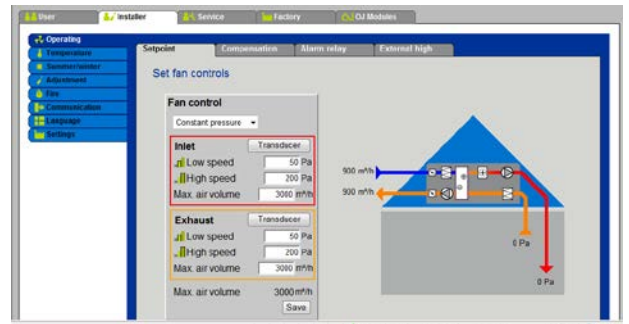 User Installer Service Factory OJ Modules
Operating
Temperature
Summer/winter
Adjustment
Fire
Communication
Language
Settings
Setpoint Compensation Alarm relay External high
Set fan controls
Fan control
Constant pressure
Inlet Transducer
Low speed 50 Pa
High speed 200 Pa
Max. air volume 3000 m³/h
Exhaust Transducer
Low speed 50 Pa
High speed 200 Pa
Max. air volume 3000 m³/h
Max. air volume 3000 m³/h
Save
900 m³/h
900 m³/h
0 Pa
0 Pa